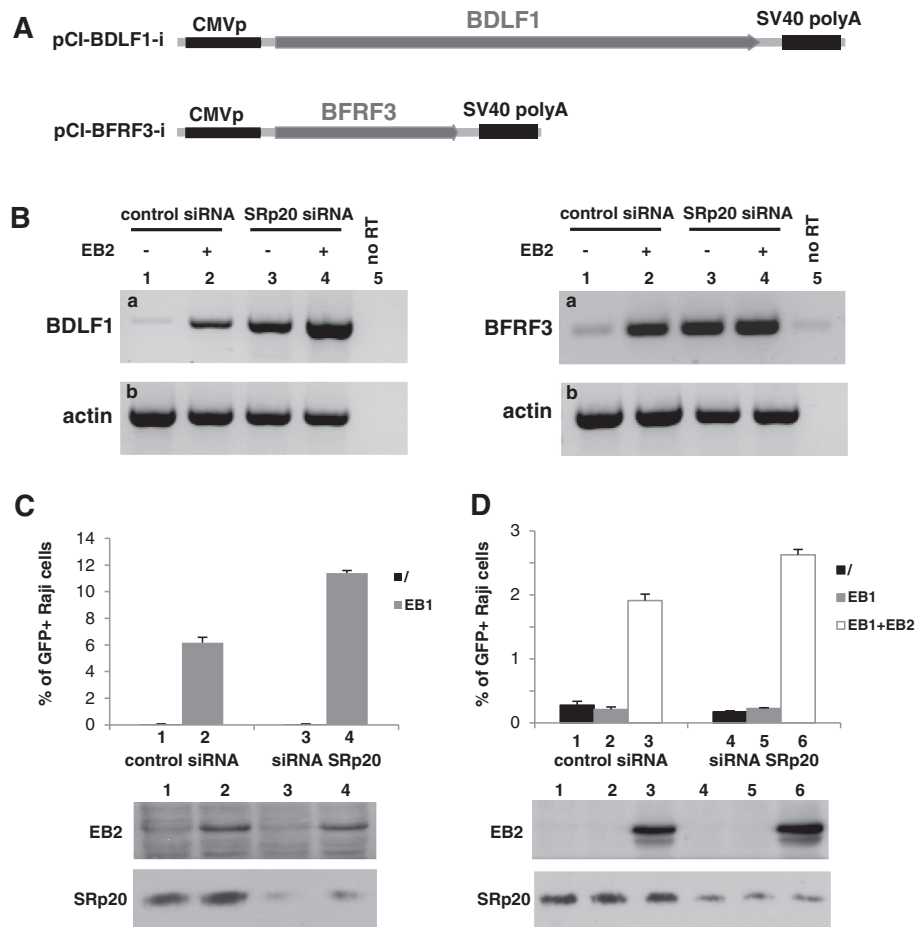 A
pCI-BDLF1-i
CMVp
BDLF1
SV40 polyA
pCI-BFRF3-i
CMVp
BFRF3
SV40 polyA
B
control siRNA SRp20 siRNA no RT
EB2 - + - +
1 2 3 4 5
a
BDLF1
b
actin
control siRNA SRp20 siRNA no RT
EB2 - + - +
1 2 3 4 5
a
BFRF3
b
actin
C
% of GFP+ Raji cells
14
12
10
8
6
4
2
0
/
EB1
1 2 3 4
control siRNA siRNA SRp20
1 2 3 4
EB2
SRp20
D
% of GFP+ Raji cells
3
2
1
0
/
EB1
EB1+EB2
1 2 3 4 5 6
control siRNA siRNA SRp20
1 2 3 4 5 6
EB2
SRp20